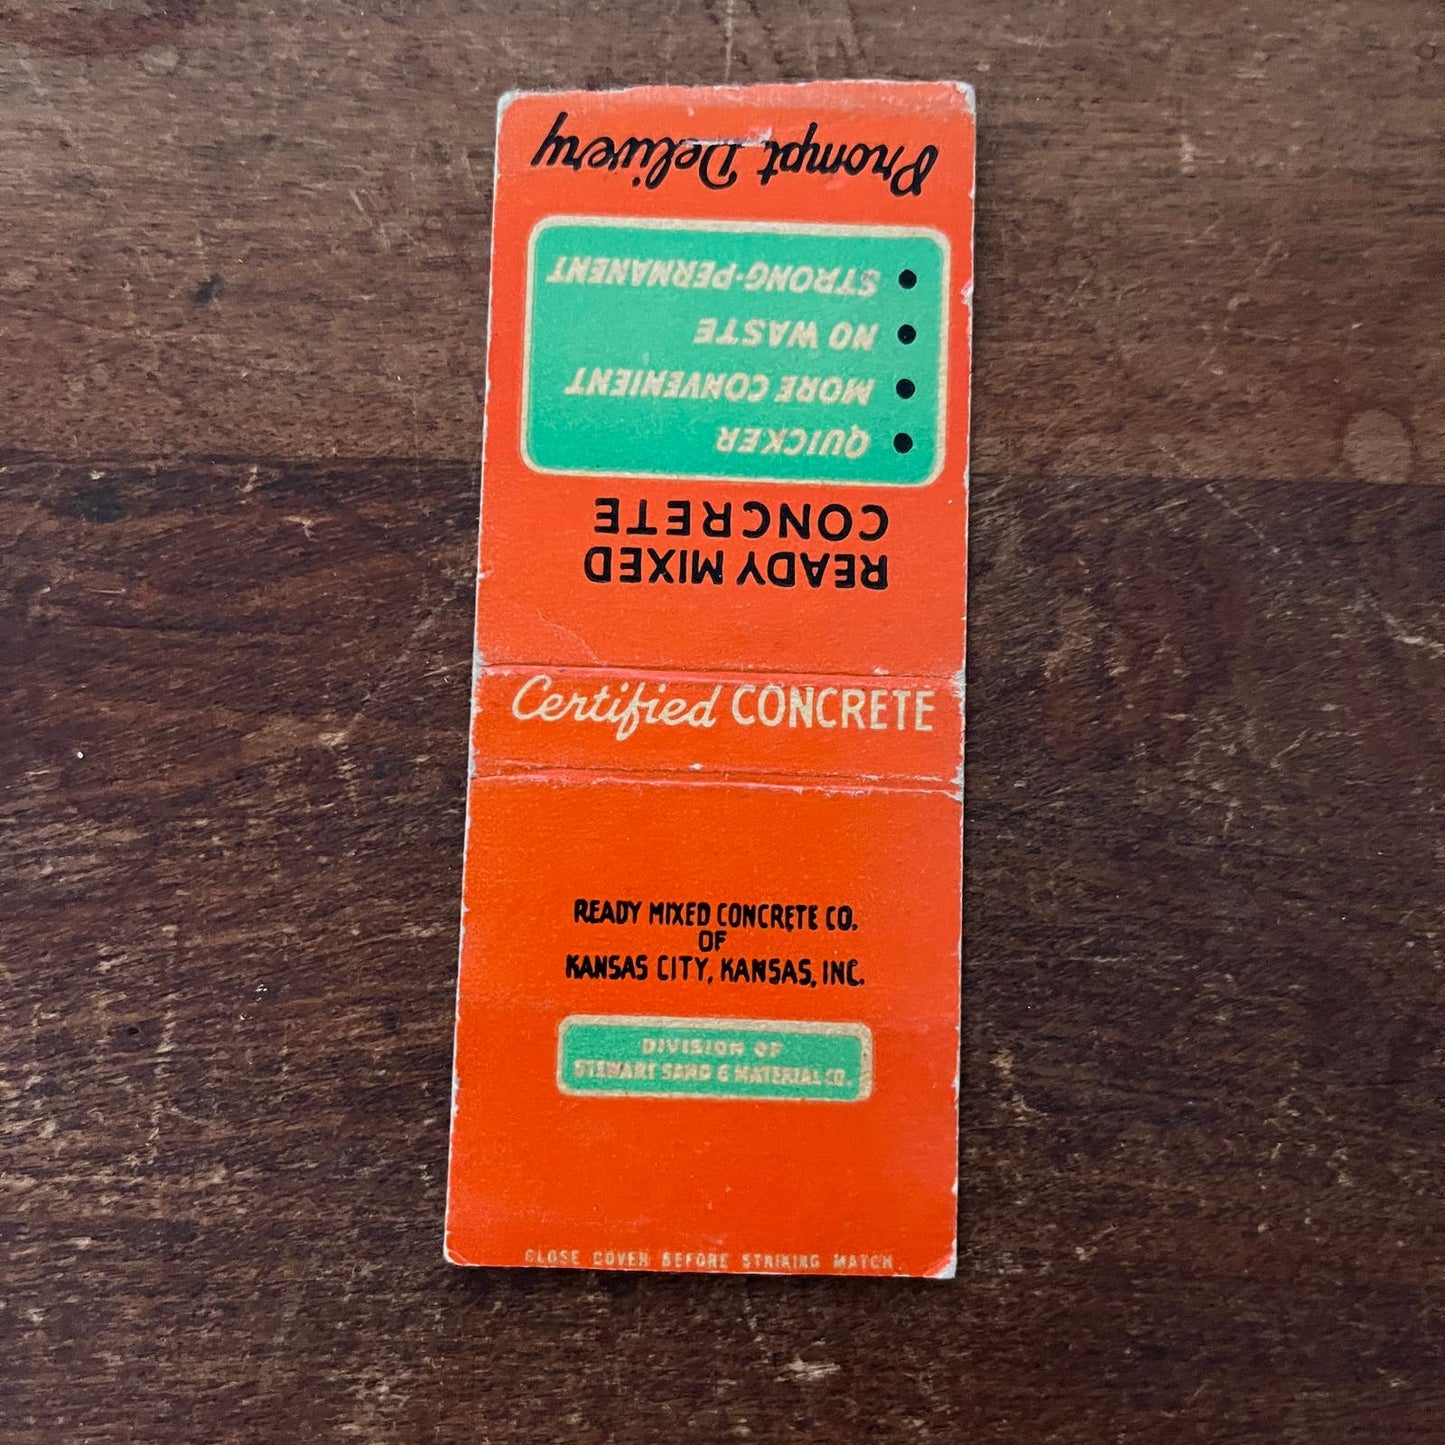 READY MIXED
CONCRETE
• QUICKER
• MORE CONVENIENT
• NO WASTE
• STRONG-PERMANENT
Prompt Delivery
Certified CONCRETE
READY MIXED CONCRETE CO.
OF
KANSAS CITY, KANSAS, INC.
DIVISION OF
STEWART SAND & MATERIAL CO.
CLOSE COVER BEFORE STRIKING MATCH